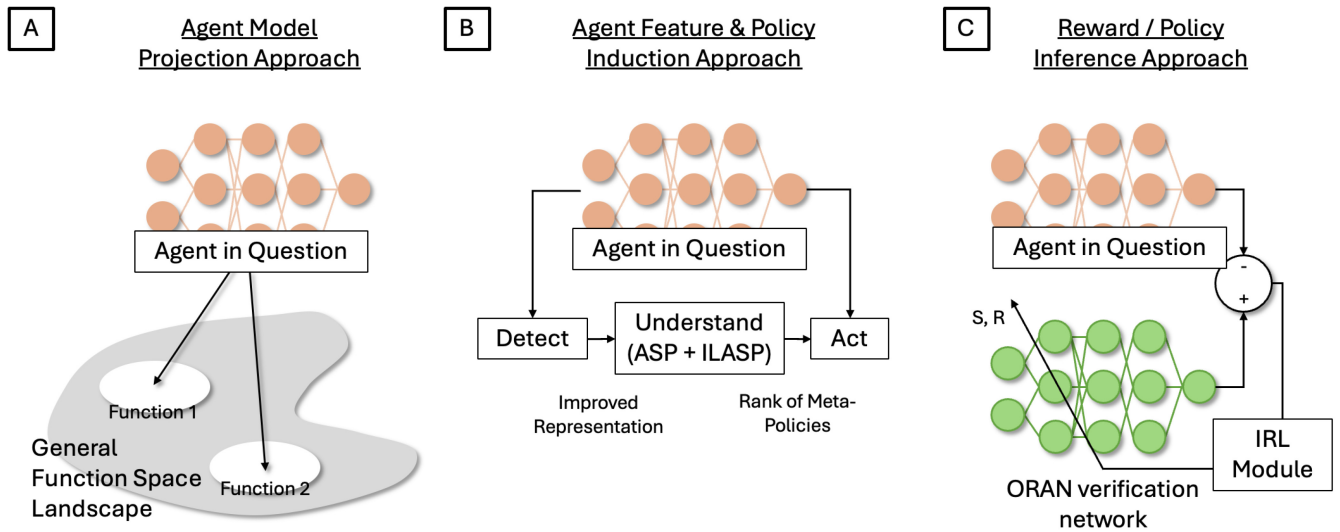 A
Agent Model
Projection Approach
Agent in Question
Function 1
General
Function Space
Landscape
Function 2
B
Agent Feature & Policy
Induction Approach
Agent in Question
Detect
Understand
(ASP + ILASP)
Act
Improved
Representation
Rank of Meta-
Policies
C
Reward / Policy
Inference Approach
Agent in Question
-
+
S, R
IRL
Module
ORAN verification
network